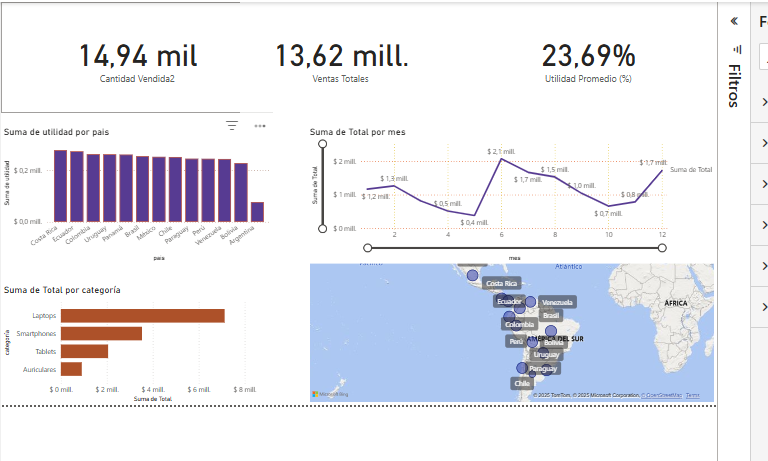 14,94 mil
Cantidad Vendida2
13,62 mill.
Ventas Totales
23,69%
Utilidad Promedio (%)
Filtros
Suma de utilidad por pais
Suma de utilidad
$ 0,2 mill.
$ 0,0 mill.
Costa Rica
Ecuador
Colombia
Uruguay
Panamá
Brasil
México
Chile
Paraguay
Perú
Venezuela
Bolivia
Argentina
pais
Suma de Total por mes
Suma de Total
$ 2 mill.
$ 1 mill.
$ 0 mill.
$ 1,2 mill.
$ 1,3 mill.
$ 0,5 mill.
$ 0,4 mill.
$ 2,1 mill.
$ 1,7 mill.
$ 1,5 mill.
$ 1,0 mill.
$ 0,7 mill.
$ 0,8 mill.
$ 1,7 mill.
Suma de Total
2
4
6
8
10
12
mes
Suma de Total por categoría
categoría
Laptops
Smartphones
Tablets
Auriculares
$ 0 mill.
$ 2 mill.
$ 4 mill.
$ 6 mill.
$ 8 mill.
Suma de Total
Atlántico
Costa Rica
Ecuador
Venezuela
Colombia
Brasil
Perú
Bolivia
AMÉRICA DEL SUR
Uruguay
Paraguay
Chile
ÁFRICA
Microsoft Bing
© 2025 TomTom, © 2025 Microsoft Corporation, © OpenStreetMap Terms